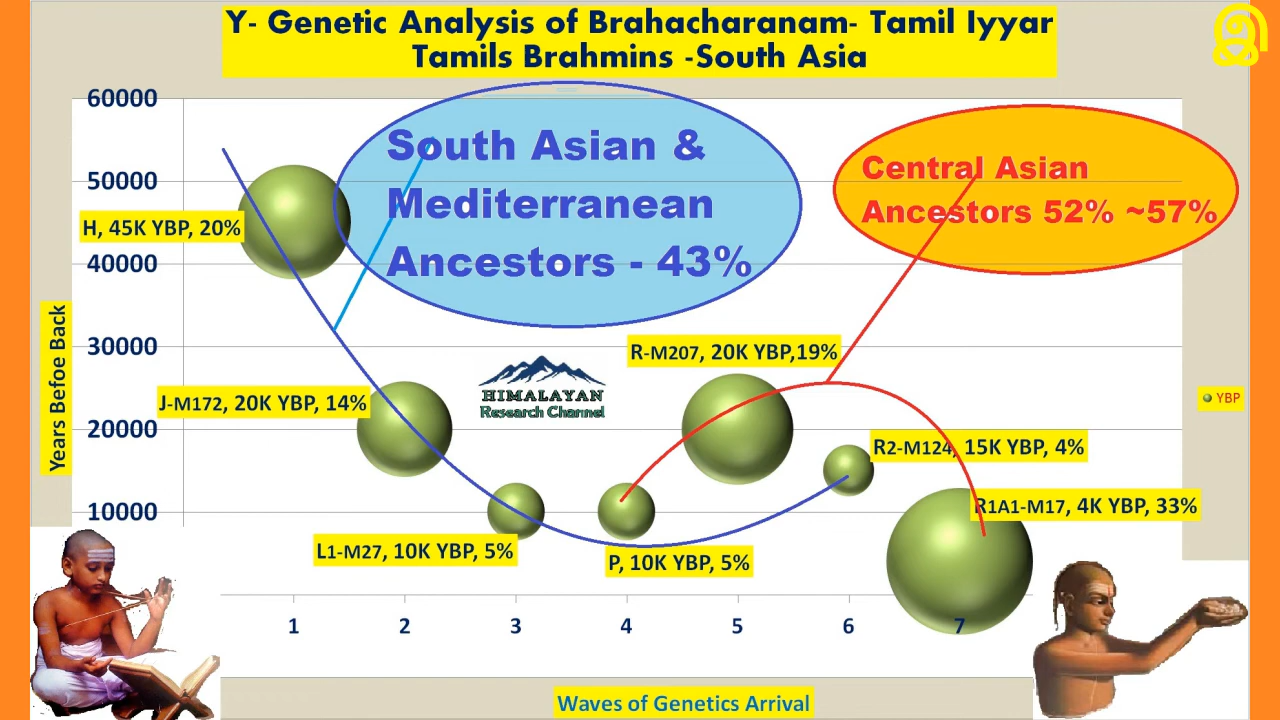 Y- Genetic Analysis of Brahacharanam- Tamil Iyyar
Tamils Brahmins -South Asia
60000
50000
40000
30000
20000
10000
Years Befoe Back
South Asian &
Mediterranean
Ancestors - 43%
Central Asian
Ancestors 52% ~57%
H, 45K YBP, 20%
R-M207, 20K YBP,19%
HIMALAYAN
Research Channel
J-M172, 20K YBP, 14%
YBP
R2-M124, 15K YBP, 4%
R1A1-M17, 4K YBP, 33%
L1-M27, 10K YBP, 5%
P, 10K YBP, 5%
1 2 3 4 5 6 7
Waves of Genetics Arrival